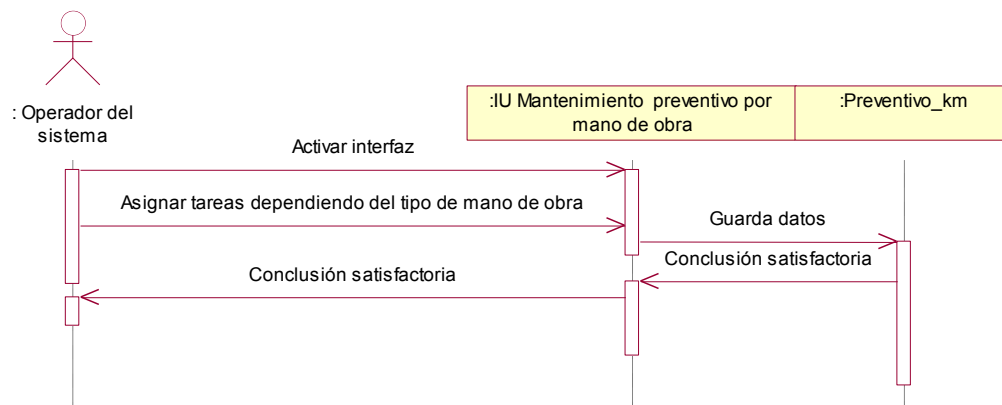 : Operador del
sistema
:IU Mantenimiento preventivo por
mano de obra
:Preventivo_km
Activar interfaz
Asignar tareas dependiendo del tipo de mano de obra
Guarda datos
Conclusión satisfactoria
Conclusión satisfactoria